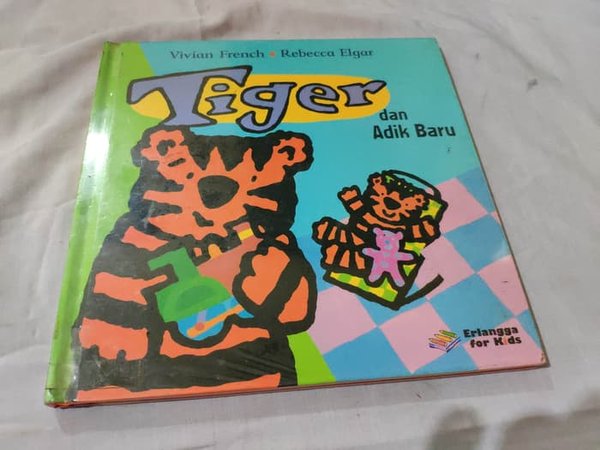 Vivian French • Rebecca Elgar
Tiger
dan
Adik Baru
Erlangga
for Kids